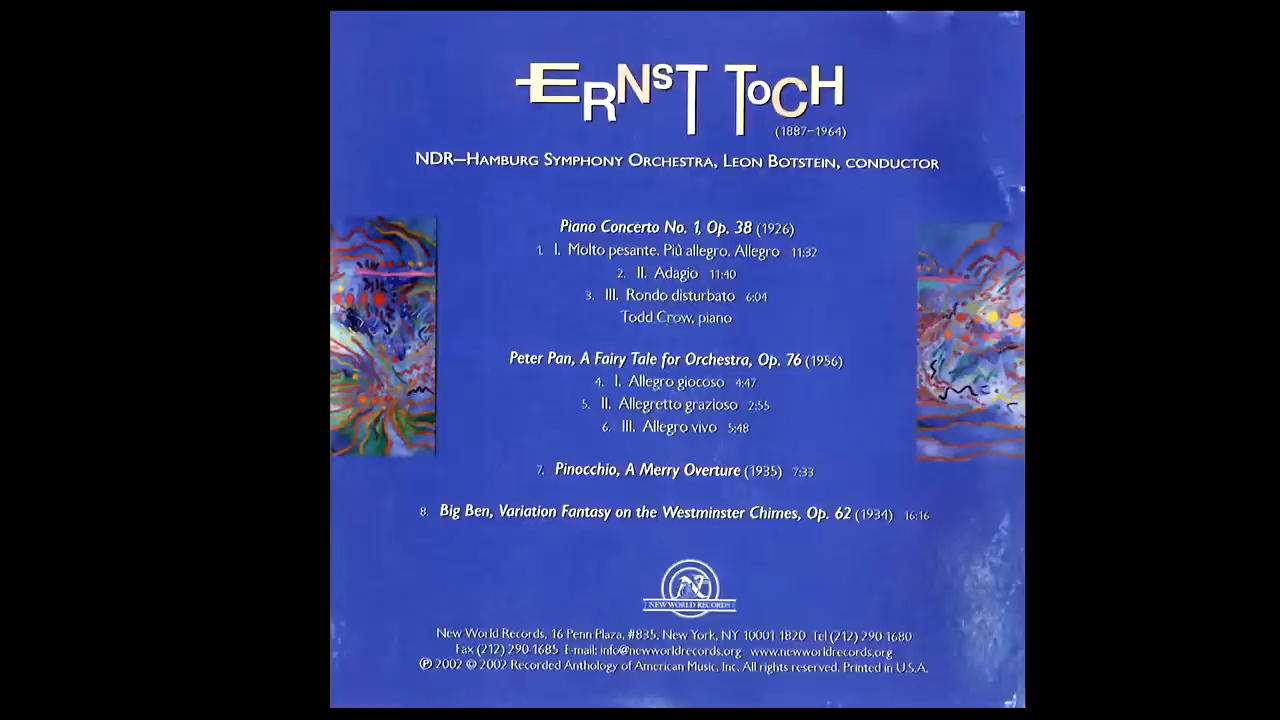 ERNST TOCH
(1887–1964)
NDR–HAMBURG SYMPHONY ORCHESTRA, LEON BOTSTEIN, CONDUCTOR
Piano Concerto No. 1, Op. 38 (1926)
1. I. Molto pesante. Più allegro. Allegro 11:32
2. II. Adagio 11:40
3. III. Rondo disturbato 6:04
Todd Crow, piano
Peter Pan, A Fairy Tale for Orchestra, Op. 76 (1956)
4. I. Allegro giocoso 4:47
5. II. Allegretto grazioso 2:55
6. III. Allegro vivo 5:48
7. Pinocchio, A Merry Overture (1935) 7:33
8. Big Ben, Variation Fantasy on the Westminster Chimes, Op. 62 (1934) 16:16
NEW WORLD RECORDS
New World Records, 16 Penn Plaza, #835, New York, NY 10001 1820 Tel (212) 290 1680
Fax (212) 290 1685 E-mail: info@newworldrecords.org www.newworldrecords.org
℗ 2002 © 2002 Recorded Anthology of American Music, Inc. All rights reserved. Printed in U.S.A.